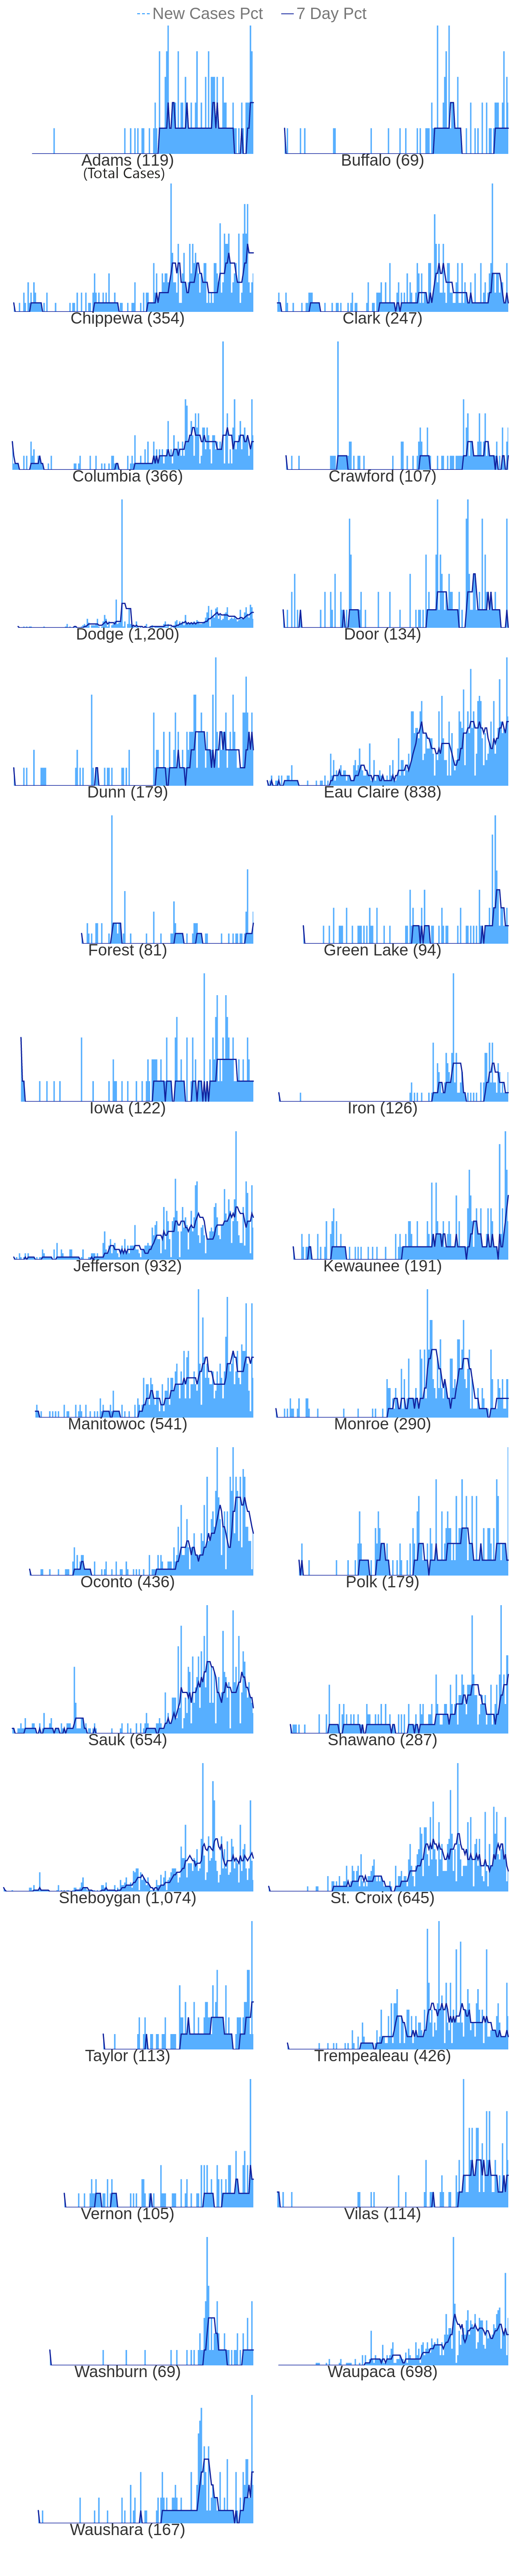 New Cases Pct 7 Day Pct
Adams (119) Buffalo (69)
(Total Cases)
Chippewa (354) Clark (247)
Columbia (366) Crawford (107)
Dodge (1,200) Door (134)
Dunn (179) Eau Claire (838)
Forest (81) Green Lake (94)
Iowa (122) Iron (126)
Jefferson (932) Kewaunee (191)
Manitowoc (541) Monroe (290)
Oconto (436) Polk (179)
Sauk (654) Shawano (287)
Sheboygan (1,074) St. Croix (645)
Taylor (113) Trempealeau (426)
Vernon (105) Vilas (114)
Washburn (69) Waupaca (698)
Waushara (167)